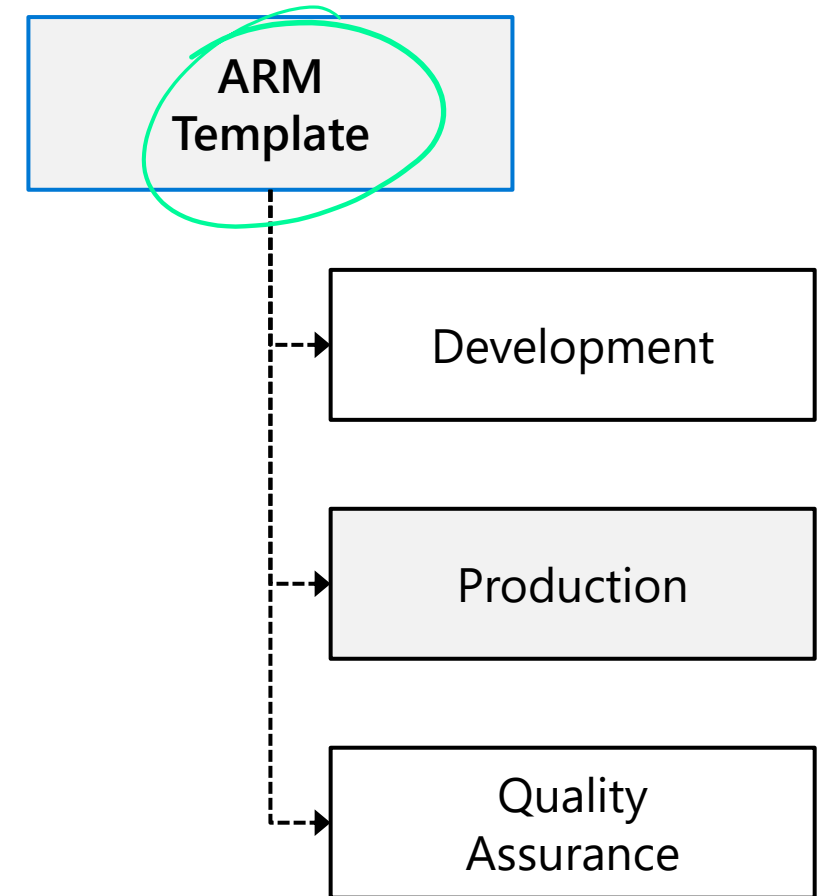 ARM
Template
Development
Production
Quality
Assurance